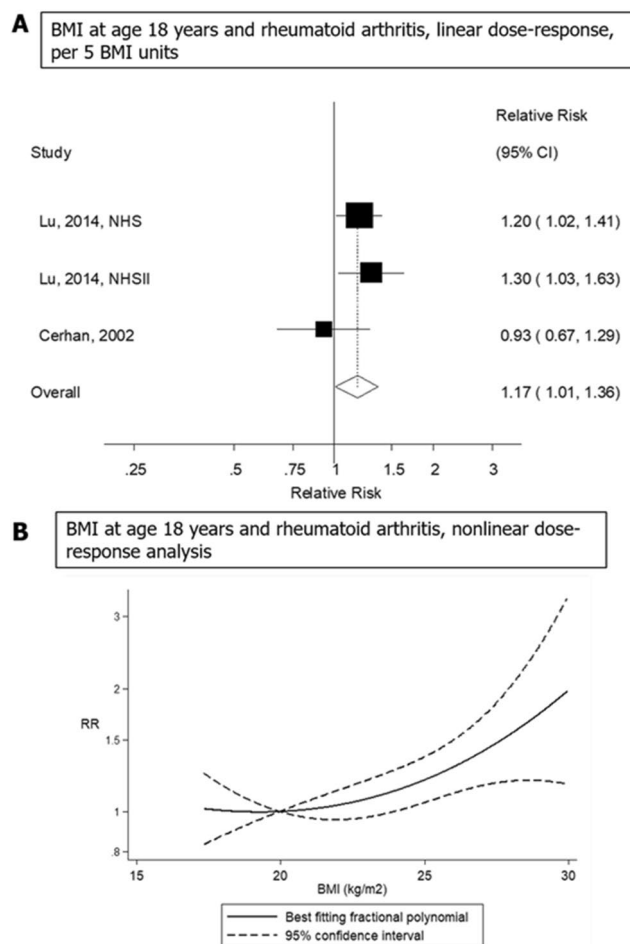 A
BMI at age 18 years and rheumatoid arthritis, linear dose-response,
per 5 BMI units
Relative Risk
Study
(95% CI)
Lu, 2014, NHS
1.20 ( 1.02, 1.41)
Lu, 2014, NHSII
1.30 ( 1.03, 1.63)
Cerhan, 2002
0.93 ( 0.67, 1.29)
Overall
1.17 ( 1.01, 1.36)
.25 .5 .75 1 1.5 2 3
Relative Risk
B
BMI at age 18 years and rheumatoid arthritis, nonlinear dose-
response analysis
3
2
RR
1.5
1
.8
15 20 25 30
BMI (kg/m2)
Best fitting fractional polynomial
95% confidence interval